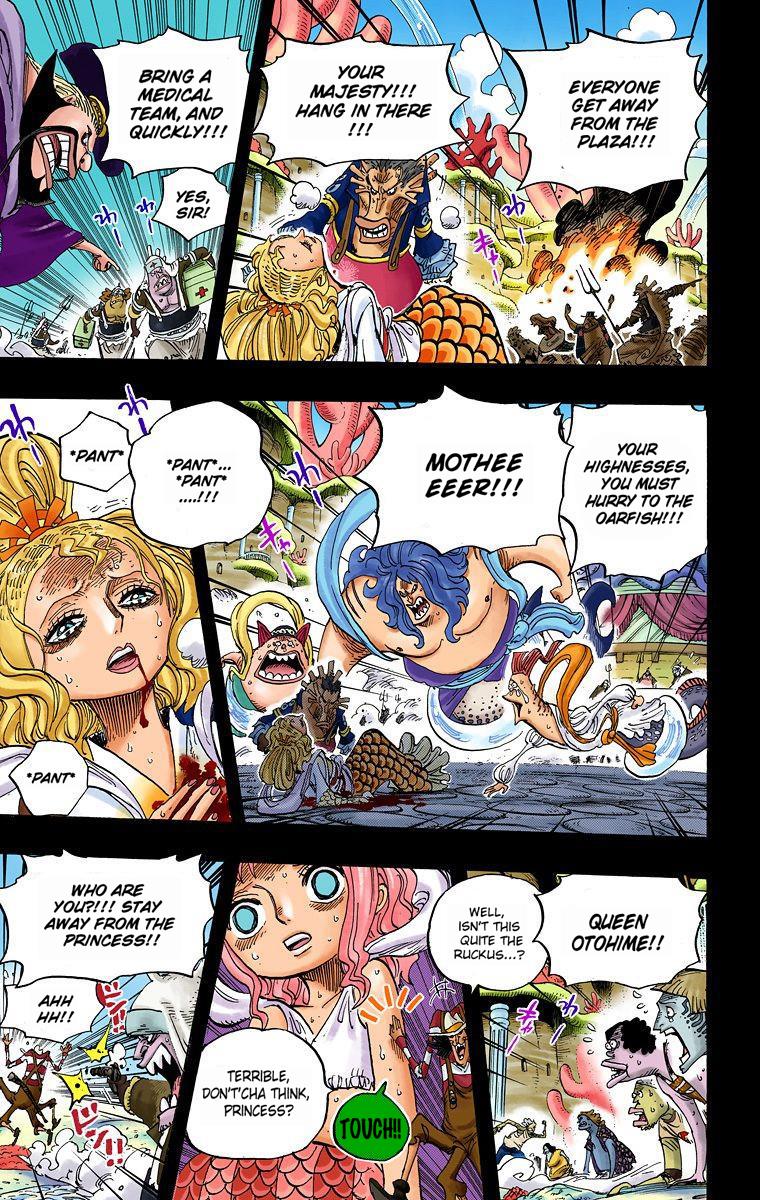 EVERYONE
GET AWAY
FROM THE
PLAZA!!!
YOUR
MAJESTY!!!
HANG IN THERE
!!!
BRING A
MEDICAL
TEAM, AND
QUICKLY!!!
YES,
SIR!
YOUR
HIGHNESSES,
YOU MUST
HURRY TO THE
OARFISH!!!
MOTHEE
EEER!!!
*PANT*...
*PANT*
....!!!
*PANT*
*PANT*
QUEEN
OTOHIME!!
WELL,
ISN'T THIS
QUITE THE
RUCKUS...?
TERRIBLE,
DON'T'CHA THINK,
PRINCESS?
TOUCH!!
WHO ARE
YOU?!!! STAY
AWAY FROM THE
PRINCESS!!
AHH
HH!!
ドン!!